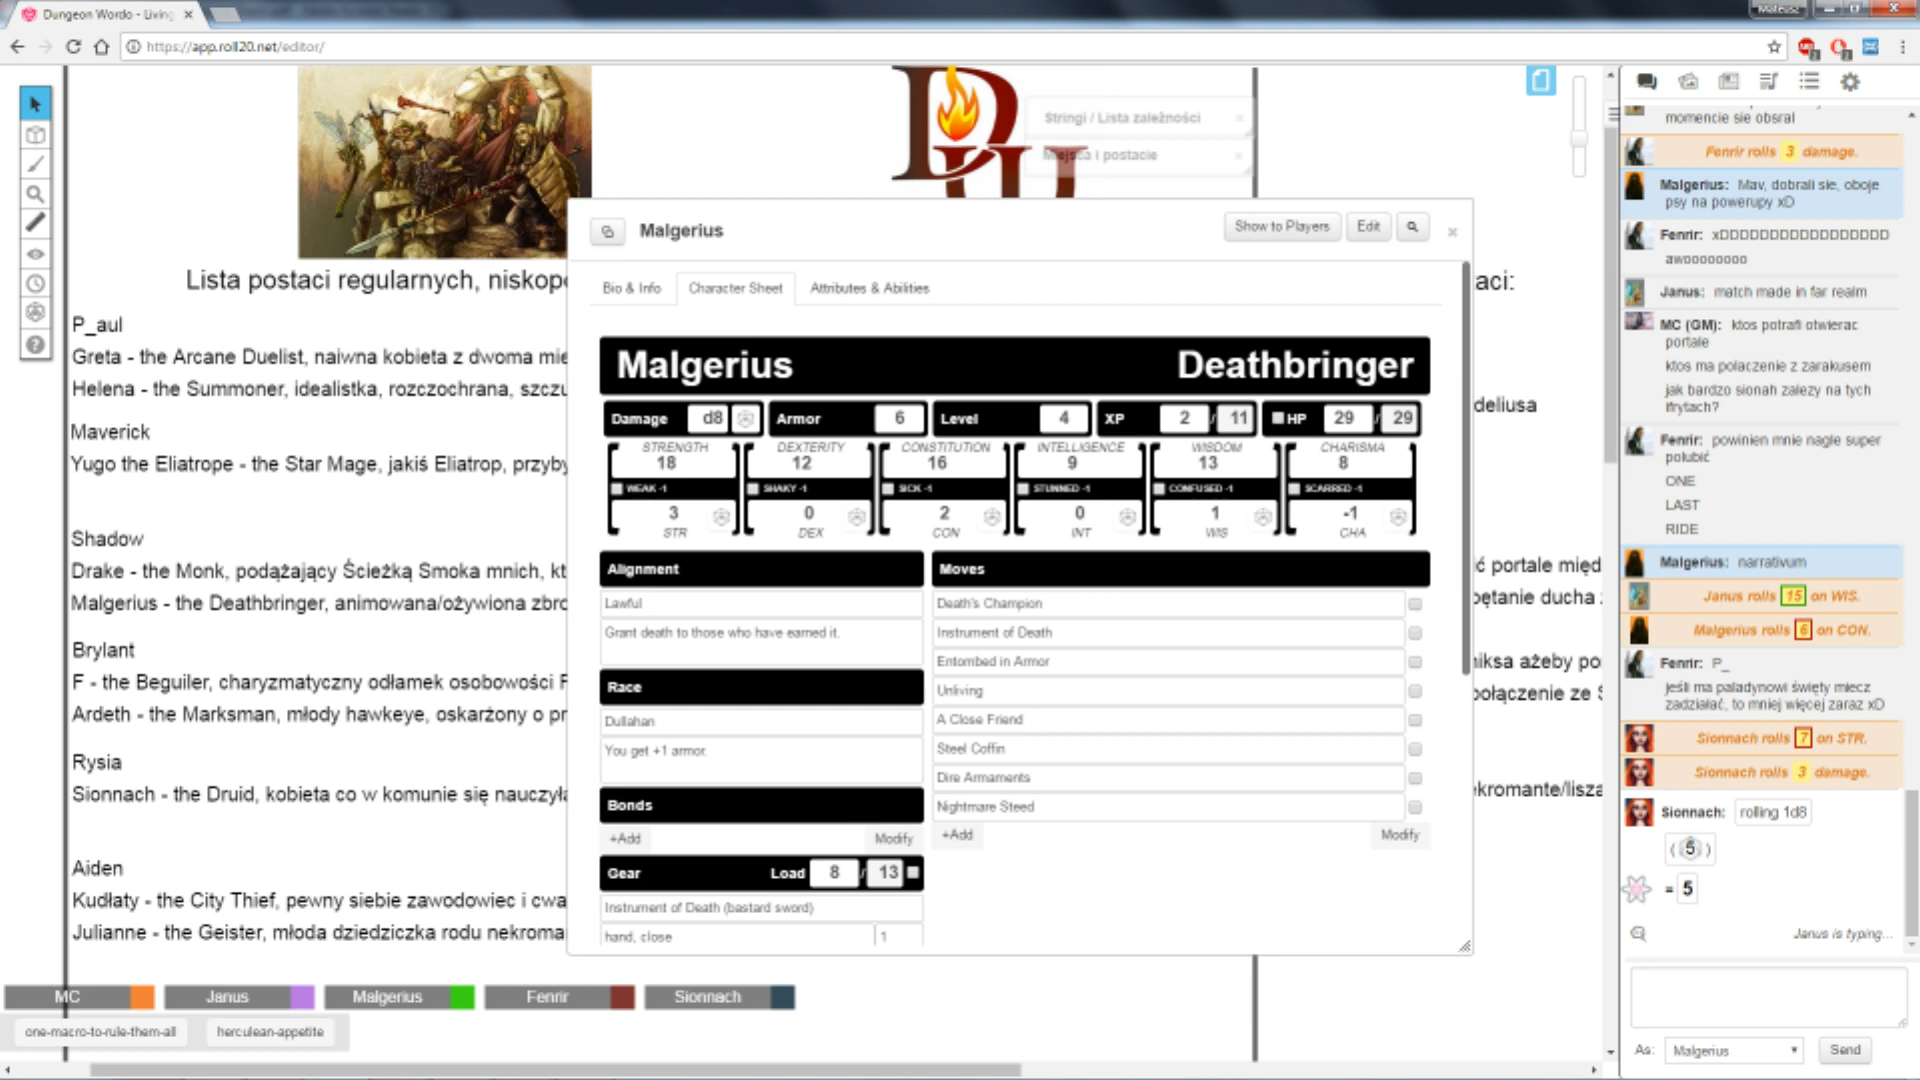 Dungeon Wordo - Living
Mateusz
https://app.roll20.net/editor/
Stringi / Lista zależności
Miejsca i postacie
Lista postaci regularnych, niskopo
aci:
P_aul
Greta - the Arcane Duelist, naiwna kobieta z dwoma mie
Helena - the Summoner, idealistka, rozczochrana, szczu
deliusa
Maverick
Yugo the Eliatrope - the Star Mage, jakiś Eliatrop, przyby
Shadow
Drake - the Monk, podążający Ścieżką Smoka mnich, kt
ć portale międ
Malgerius - the Deathbringer, animowana/ożywiona zbro
ętanie ducha
Brylant
F - the Beguiler, charyzmatyczny odłamek osobowości F
iksa ażeby po
Ardeth - the Marksman, młody hawkeye, oskarżony o pr
połączenie ze S
Rysia
Sionnach - the Druid, kobieta co w komunie się nauczyła
kromante/lisza
Aiden
Kudłaty - the City Thief, pewny siebie zawodowiec i cwa
Julianne - the Geister, młoda dziedziczka rodu nekroma
Malgerius
Show to Players
Edit
Bio & Info
Character Sheet
Attributes & Abilities
Malgerius Deathbringer
Damage d8 Armor 6 Level 4 XP 2 / 11 HP 29 / 29
STRENGTH DEXTERITY CONSTITUTION INTELLIGENCE WISDOM CHARISMA
18 12 16 9 13 8
WEAK -1 SHAKY -1 SICK -1 STUNNED -1 CONFUSED -1 SCARRED -1
3 0 2 0 1 -1
STR DEX CON INT WIS CHA
Alignment
Lawful
Grant death to those who have earned it.
Race
Dullahan
You get +1 armor.
Bonds
+Add Modify
Gear Load 8 / 13
Instrument of Death (bastard sword)
hand, close 1
Moves
Death's Champion
Instrument of Death
Entombed in Armor
Unliving
A Close Friend
Steel Coffin
Dire Armaments
Nightmare Steed
+Add Modify
MC
Janus
Malgerius
Fenrir
Sionnach
one-macro-to-rule-them-all
herculean-appetite
momencie sie obsral
Fenrir rolls 3 damage.
Malgerius: Mav, dobrali sie, oboje
psy na powerupy xD
Fenrir: xDDDDDDDDDDDDDDDDD
awoooooooo
Janus: match made in far realm
MC (GM): ktos potrafi otwierac
portale
ktos ma polaczenie z zarakusem
jak bardzo sionah zalezy na tych
ifrytach?
Fenrir: powinien mnie nagle super
polubić
ONE
LAST
RIDE
Malgerius: narrativum
Janus rolls 15 on WIS.
Malgerius rolls 6 on CON.
Fenrir: P_
jeśli ma paladynowi święty miecz
zadziałać, to mniej więcej zaraz xD
Sionnach rolls 7 on STR.
Sionnach rolls 3 damage.
Sionnach: rolling 1d8
( 5 )
= 5
Janus is typing...
As: Malgerius
Send